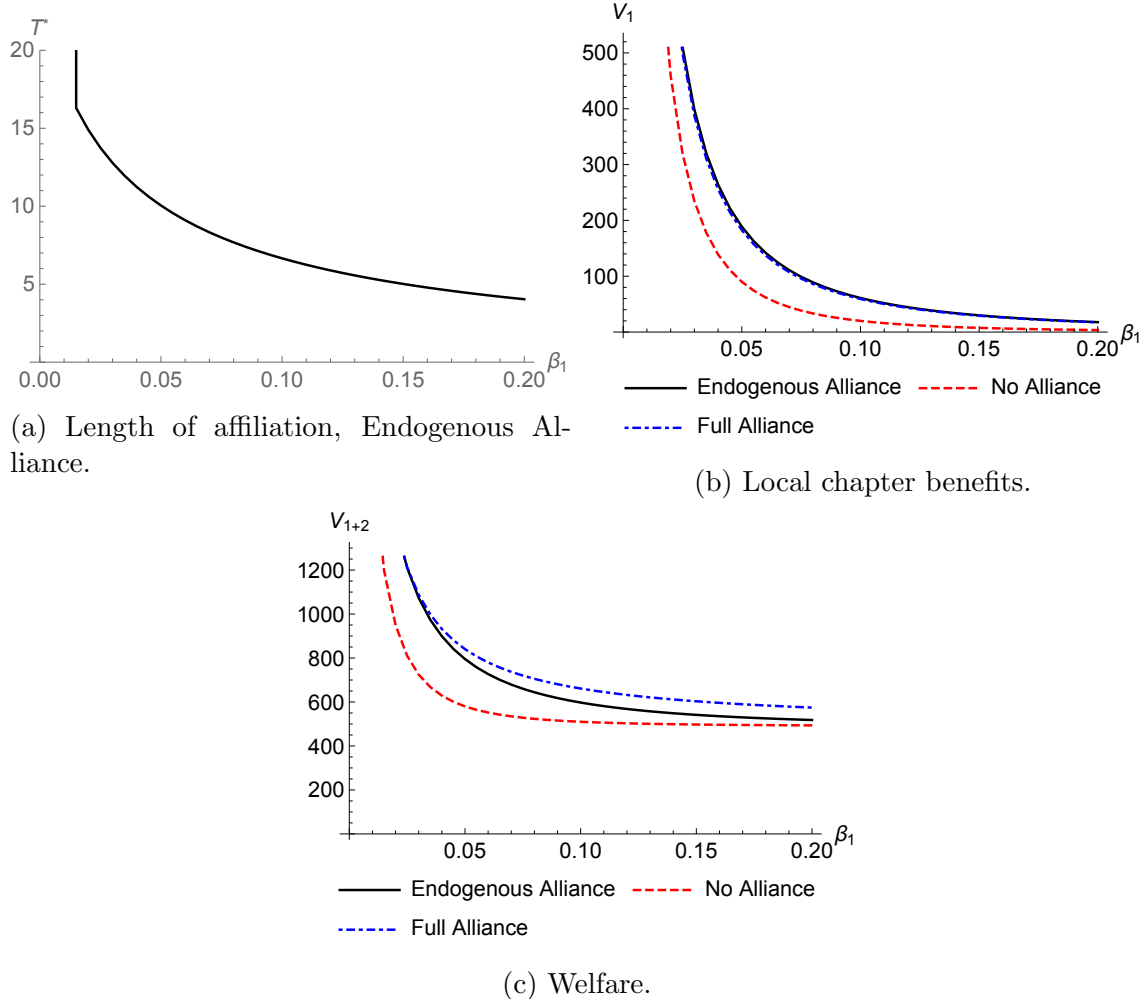 T*
20
15
10
5
0.00 0.05 0.10 0.15 0.20 β1
(a) Length of affiliation, Endogenous Al-
liance.
V1
500
400
300
200
100
0.05 0.10 0.15 0.20 β1
Endogenous Alliance No Alliance
Full Alliance
(b) Local chapter benefits.
V1+2
1200
1000
800
600
400
200
0.05 0.10 0.15 0.20 β1
Endogenous Alliance No Alliance
Full Alliance
(c) Welfare.